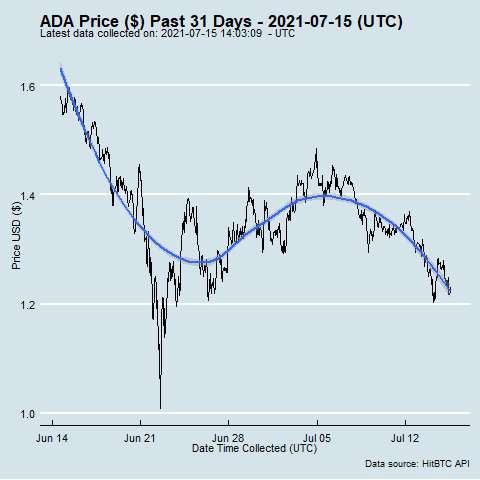 ADA Price ($) Past 31 Days - 2021-07-15 (UTC)
Latest data collected on: 2021-07-15 14:03:09  - UTC
1.6
1.4
1.2
1.0
Price USD ($)
Jun 14
Jun 21
Jun 28
Jul 05
Jul 12
Date Time Collected (UTC)
Data source: HitBTC API